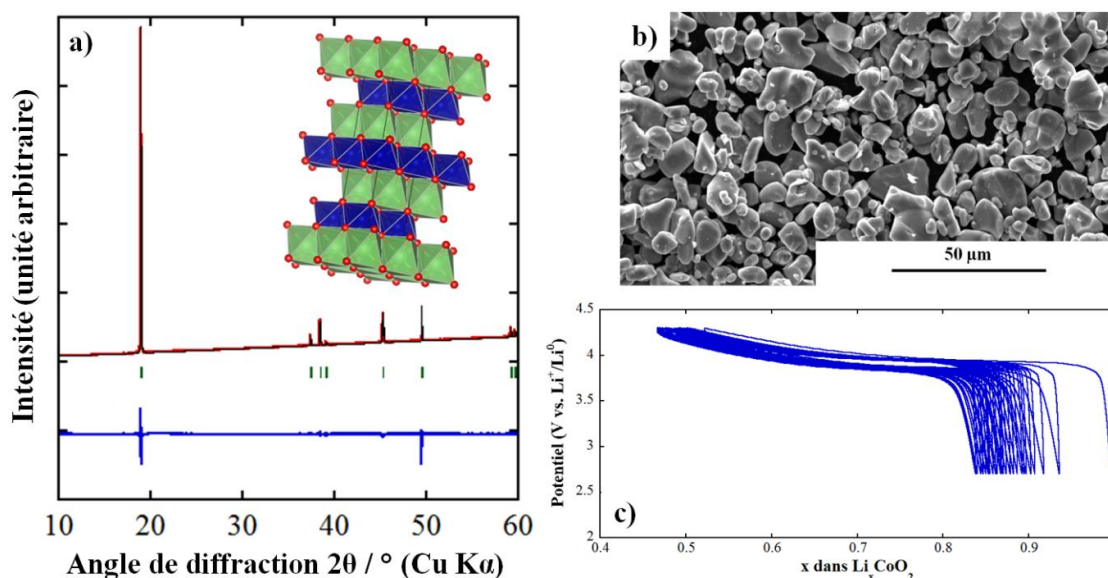 a)
Intensité (unité arbitraire)
10 20 30 40 50 60
Angle de diffraction 2θ / ° (Cu Kα)
b)
50 µm
4.5
4
3.5
3
2.5
2
Potentiel (V vs. Li⁺/Li⁰)
c)
0.4 0.5 0.6 0.7 0.8 0.9
x dans LiₓCoO₂